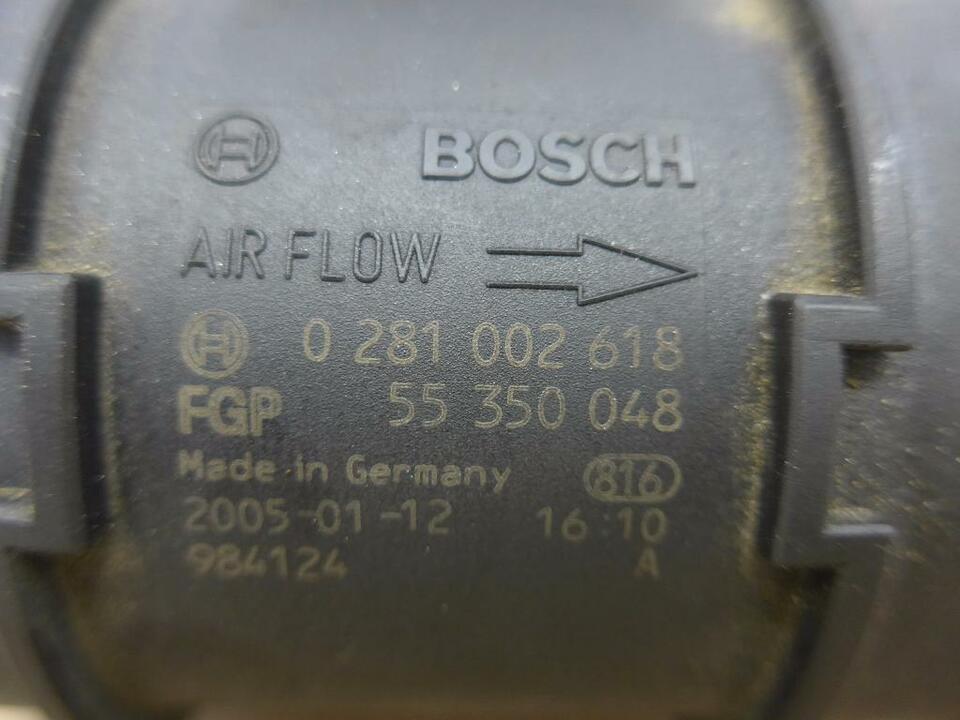 BOSCH
AIR FLOW
0 281 002 618
FGP 55 350 048
Made in Germany 816
2005-01-12 16:10
984124 A